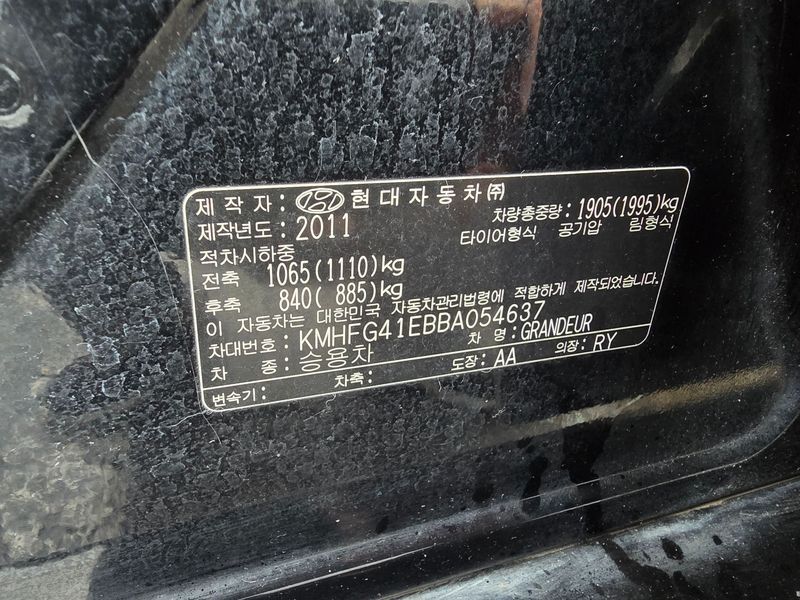 제 작 자 : 현대자동차㈜ 차량총중량: 1905(1995)kg
제작년도: 2011 타이어형식 공기압 림형식
적차시하중
전축 1065(1110)kg
후축 840( 885)kg
이 자동차는 대한민국 자동차관리법령에 적합하게 제작되었습니다.
차대번호: KMHFG41EBBA054637 차 명: GRANDEUR
차 종: 승용차 도장: AA 의장: RY
변속기: 차축: